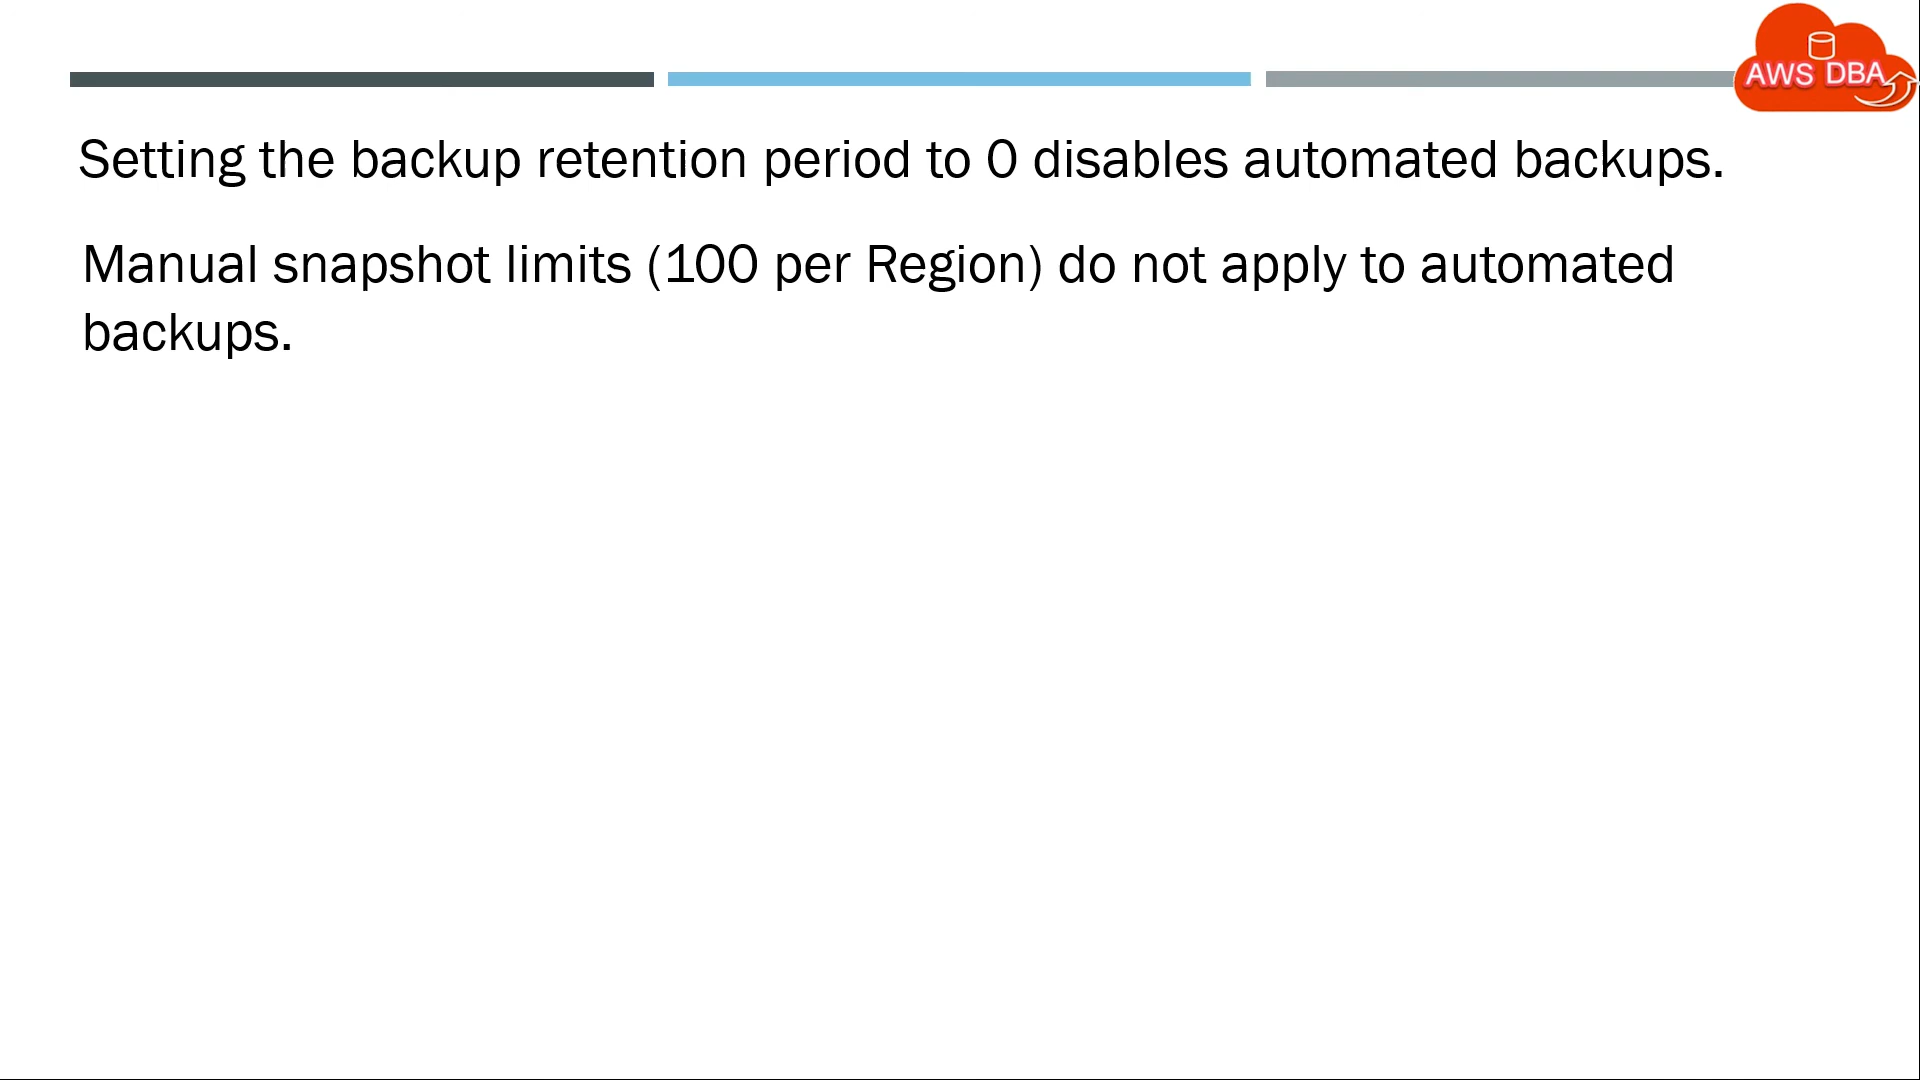 AWS DBA
Setting the backup retention period to 0 disables automated backups.
Manual snapshot limits (100 per Region) do not apply to automated
backups.